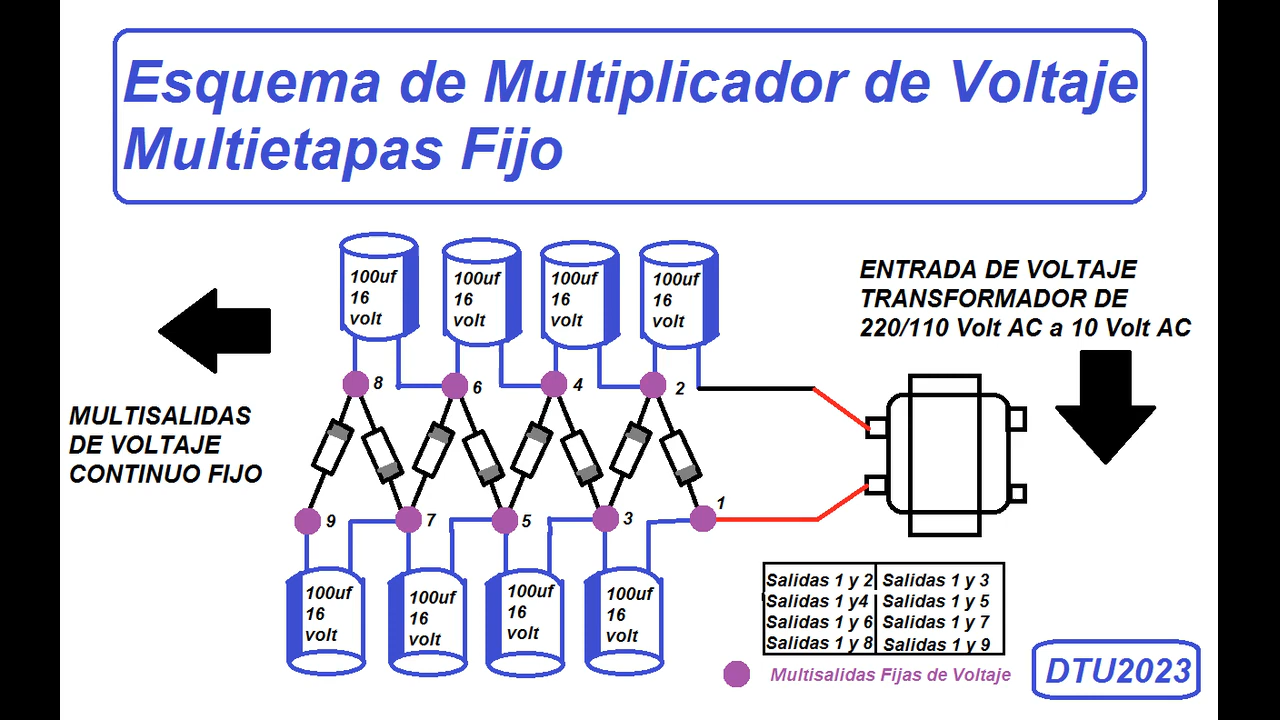 Esquema de Multiplicador de Voltaje
Multietapas Fijo
ENTRADA DE VOLTAJE
TRANSFORMADOR DE
220/110 Volt AC a 10 Volt AC
100uf
16
volt
100uf
16
volt
100uf
16
volt
100uf
16
volt
8
6
4
2
MULTISALIDAS
DE VOLTAJE
CONTINUO FIJO
9
7
5
3
1
100uf
16
volt
100uf
16
volt
100uf
16
volt
100uf
16
volt
Salidas 1 y 2 Salidas 1 y 3
Salidas 1 y4 Salidas 1 y 5
Salidas 1 y 6 Salidas 1 y 7
Salidas 1 y 8 Salidas 1 y 9
Multisalidas Fijas de Voltaje
DTU2023